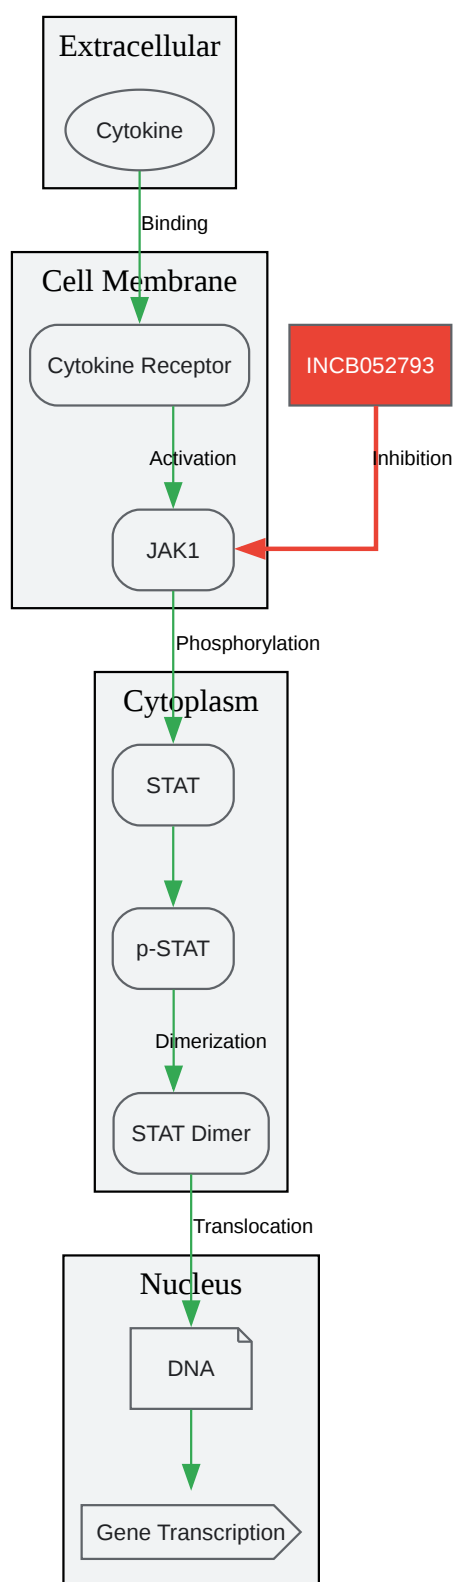 Extracellular
Cytokine
Binding
Cell Membrane
Cytokine Receptor
INCB052793
Activation
Inhibition
JAK1
Phosphorylation
Cytoplasm
STAT
p-STAT
Dimerization
STAT Dimer
Translocation
Nucleus
DNA
Gene Transcription